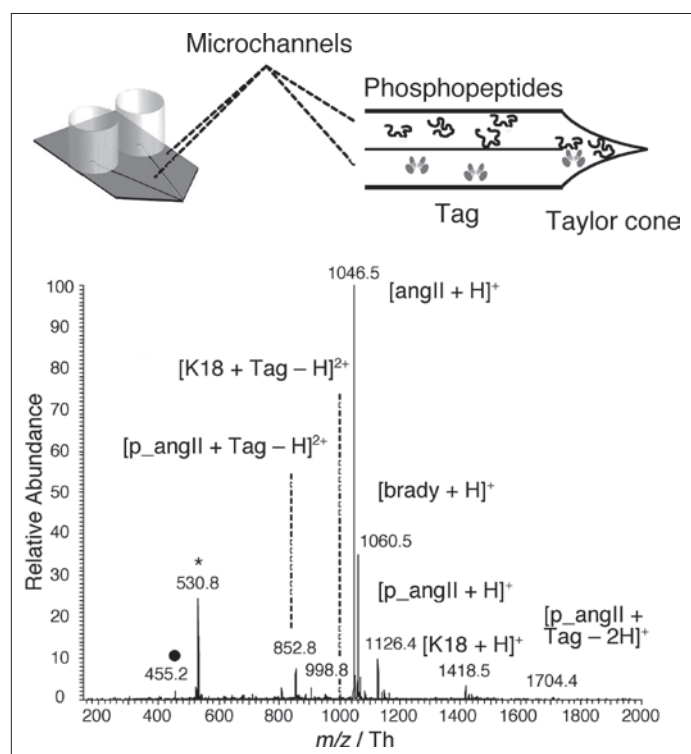 Microchannels
Phosphopeptides
Tag
Taylor cone
100
90
80
70
60
50
40
30
20
10
0
Relative Abundance
1046.5
[angII + H]⁺
[K18 + Tag – H]²⁺
[p_angII + Tag – H]²⁺
[brady + H]⁺
1060.5
*
530.8
[p_angII + H]⁺
[p_angII +
Tag – 2H]⁺
852.8
1126.4
[K18 + H]⁺
455.2
998.8
1418.5
1704.4
200 400 600 800 1000 1200 1400 1600 1800 2000
m/z / Th